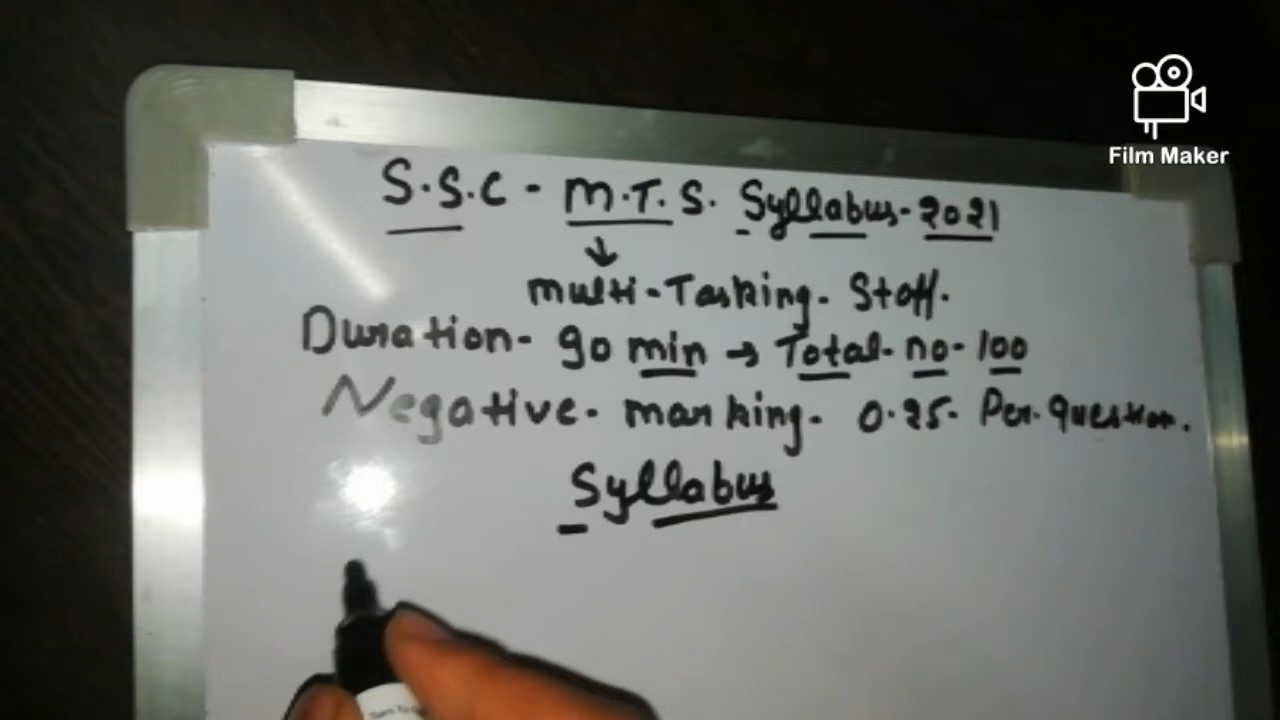 S.S.C - M.T.S. Syllabus - 2021
↓
Multi-Tasking - Staff.
Duration - 90 min → Total - no - 100
Negative - marking - 0.25 - Per - Question.
Syllabus
Film Maker